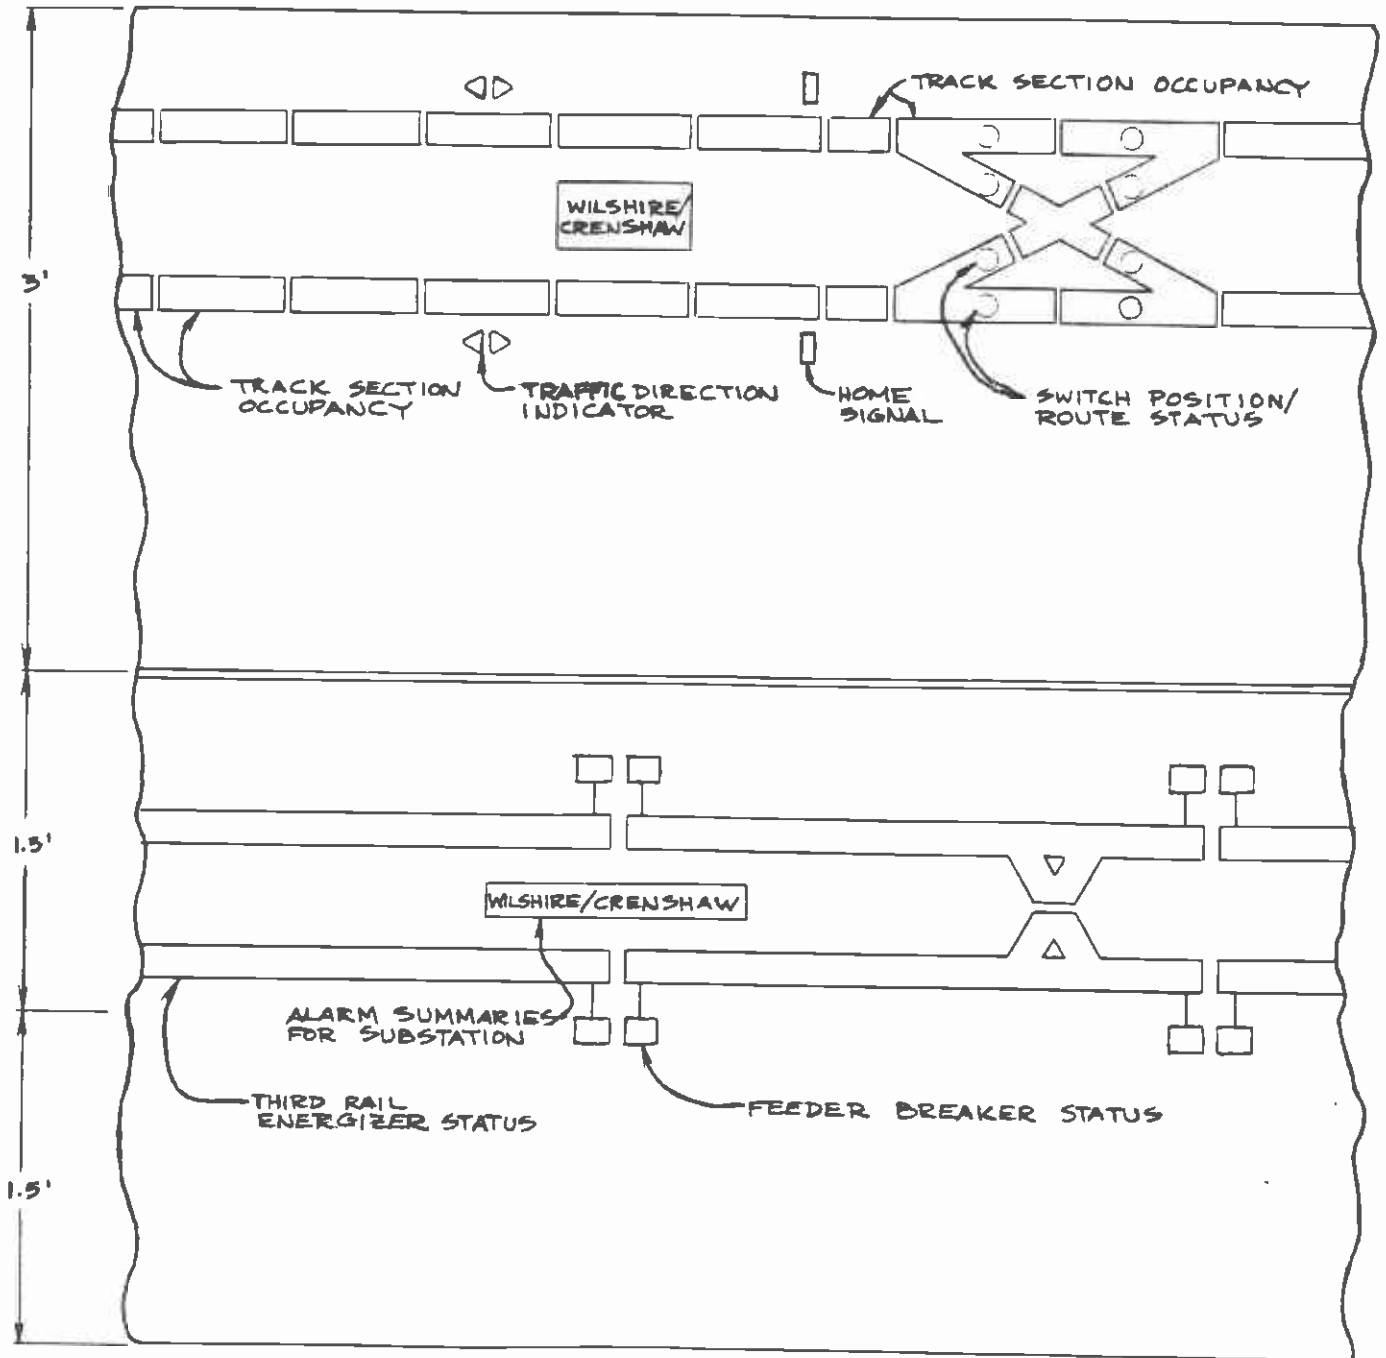 TRACK SECTION OCCUPANCY
WILSHIRE/
CRENSHAW
3'
TRACK SECTION
OCCUPANCY
TRAFFIC DIRECTION
INDICATOR
HOME
SIGNAL
SWITCH POSITION/
ROUTE STATUS
1.5'
WILSHIRE/CRENSHAW
ALARM SUMMARIES
FOR SUBSTATION
THIRD RAIL
ENERGIZER STATUS
FEEDER BREAKER STATUS
1.5'